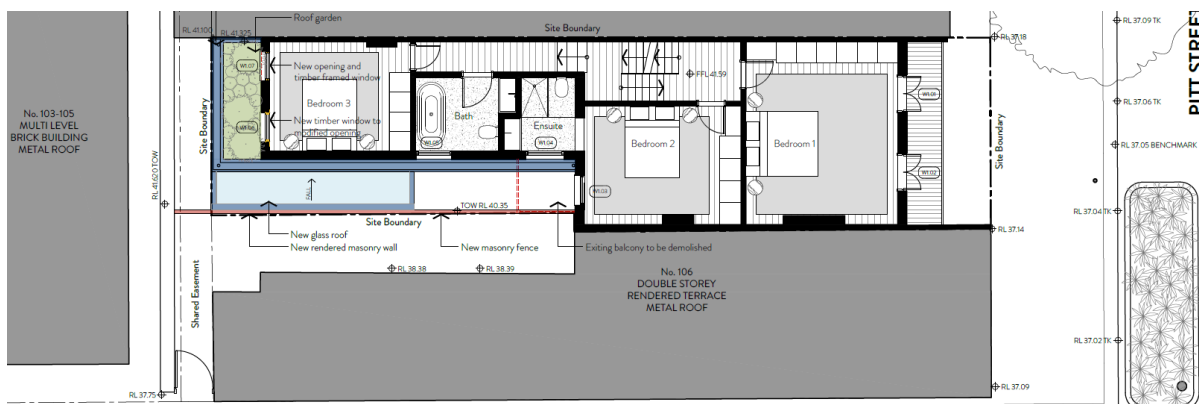 Roof garden
RL 41.100
RL 41.325
Site Boundary
RL 37.18
RL 37.09 TK
PITT STREET
W1.07
New opening and
timber framed window
Bedroom 3
New timber window to
modified opening
W1.06
No. 103-105
MULTI LEVEL
BRICK BUILDING
METAL ROOF
Site Boundary
RL 41.620 TOW
Bath
W1.05
Ensuite
W1.04
FFL 41.59
Bedroom 2
W1.03
Bedroom 1
W1.01
W1.02
Site Boundary
RL 37.06 TK
RL 37.05 BENCHMARK
FALL
TOW RL 40.35
Site Boundary
New glass roof
New rendered masonry wall
New masonry fence
Exiting balcony to be demolished
RL 37.04 TK
RL 37.14
RL 38.38
RL 38.39
No. 106
DOUBLE STOREY
RENDERED TERRACE
METAL ROOF
Shared Easement
RL 37.02 TK
RL 37.75
RL 37.09